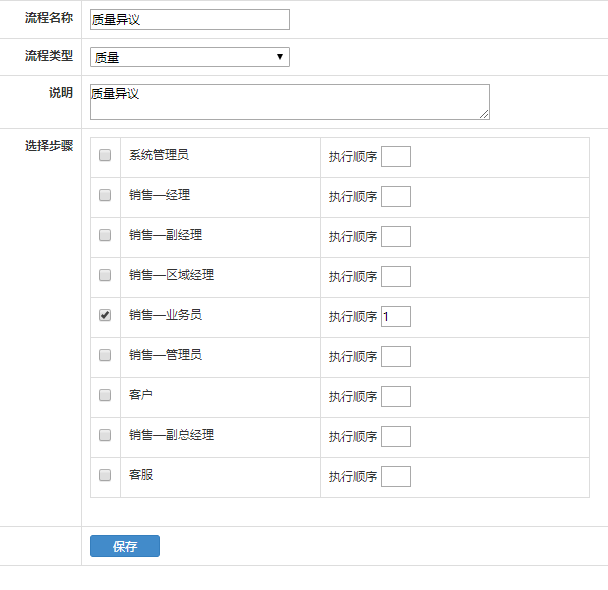 流程名称 质量异议
流程类型 质量
说明 质量异议
选择步骤
系统管理员 执行顺序
销售—经理 执行顺序
销售—副经理 执行顺序
销售—区域经理 执行顺序
销售—业务员 执行顺序 1
销售—管理员 执行顺序
客户 执行顺序
销售—副总经理 执行顺序
客服 执行顺序
保存